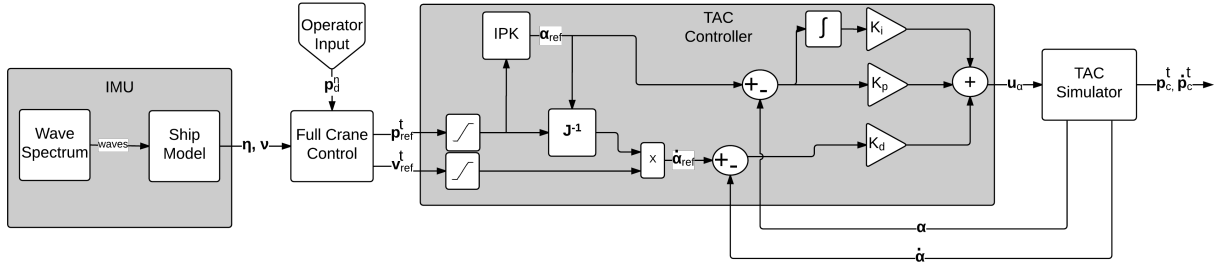 Operator
Input
TAC
Controller
IMU
Wave
Spectrum
waves
Ship
Model
η, ν
p_d^n
Full Crane
Control
p_ref^t
v_ref^t
IPK
α_ref
J⁻¹
x
α̇_ref
+-
+-
∫
K_i
K_p
K_d
+
u_α
TAC
Simulator
p_c^t, ṗ_c^t
α
α̇